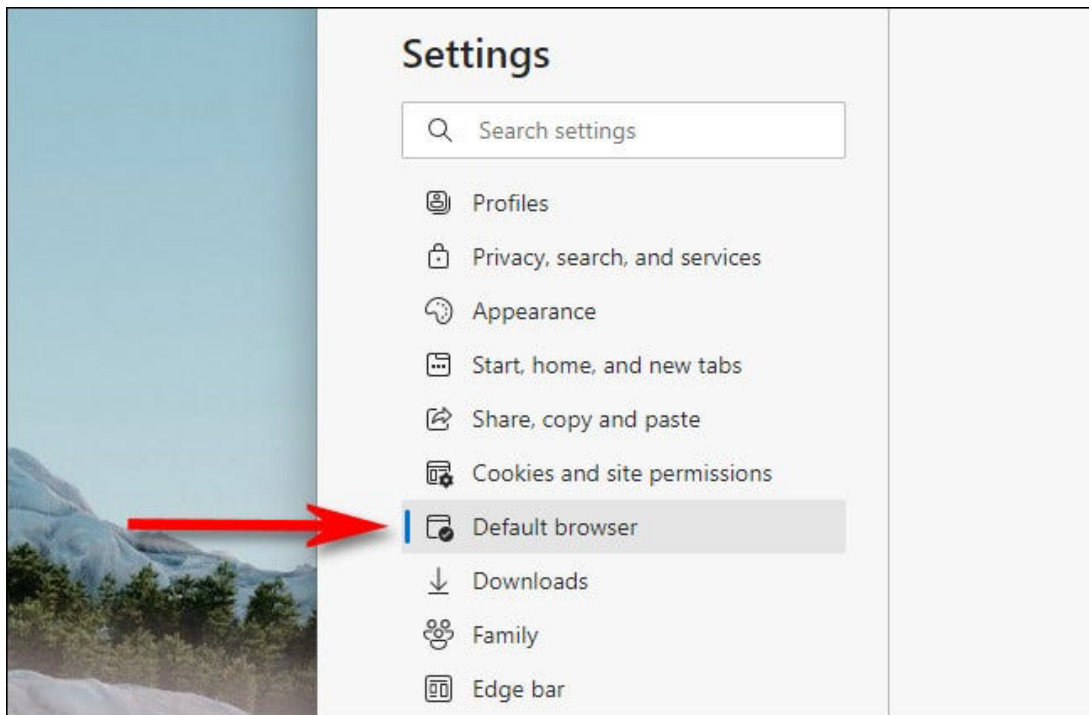 Settings
Search settings
Profiles
Privacy, search, and services
Appearance
Start, home, and new tabs
Share, copy and paste
Cookies and site permissions
Default browser
Downloads
Family
Edge bar